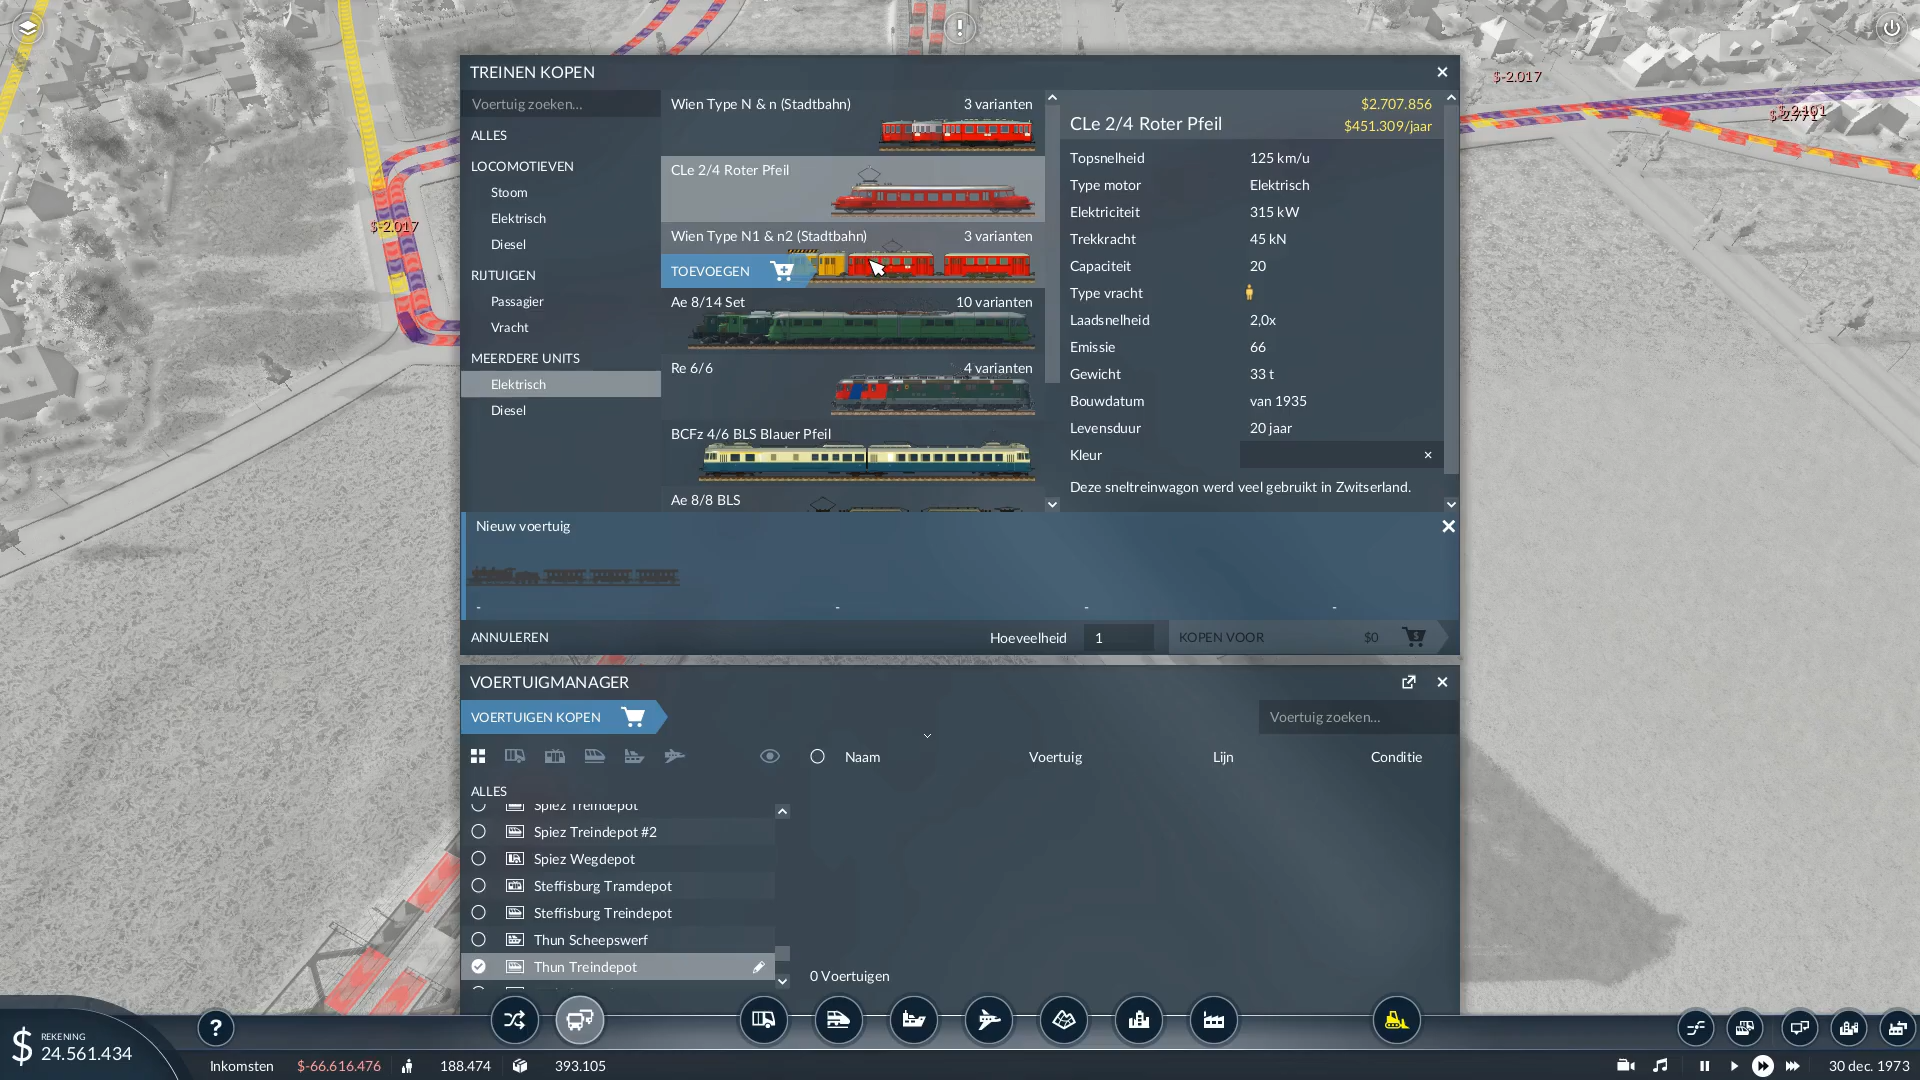 $-2.017
$-2.017
TREINEN KOPEN
Voertuig zoeken...
ALLES
LOCOMOTIEVEN
Stoom
Elektrisch
Diesel
RIJTUIGEN
Passagier
Vracht
MEERDERE UNITS
Elektrisch
Diesel
Wien Type N & n (Stadtbahn) 3 varianten
CLe 2/4 Roter Pfeil
Wien Type N1 & n2 (Stadtbahn) 3 varianten
TOEVOEGEN
Ae 8/14 Set 10 varianten
Re 6/6 4 varianten
BCFz 4/6 BLS Blauer Pfeil
Ae 8/8 BLS
$2.707.856
CLe 2/4 Roter Pfeil $451.309/jaar
Topsnelheid 125 km/u
Type motor Elektrisch
Elektriciteit 315 kW
Trekkracht 45 kN
Capaciteit 20
Type vracht
Laadsnelheid 2,0x
Emissie 66
Gewicht 33 t
Bouwdatum van 1935
Levensduur 20 jaar
Kleur ×
Deze sneltreinwagon werd veel gebruikt in Zwitserland.
Nieuw voertuig
- - - -
ANNULEREN Hoeveelheid 1 KOPEN VOOR $0
VOERTUIGMANAGER
VOERTUIGEN KOPEN Voertuig zoeken...
Naam Voertuig Lijn Conditie
ALLES
Spiez Treindepot
Spiez Treindepot #2
Spiez Wegdepot
Steffisburg Tramdepot
Steffisburg Treindepot
Thun Scheepswerf
Thun Treindepot
0 Voertuigen
REKENING
$ 24.561.434
?
Inkomsten $-66.616.476 188.474 393.105 30 dec. 1973